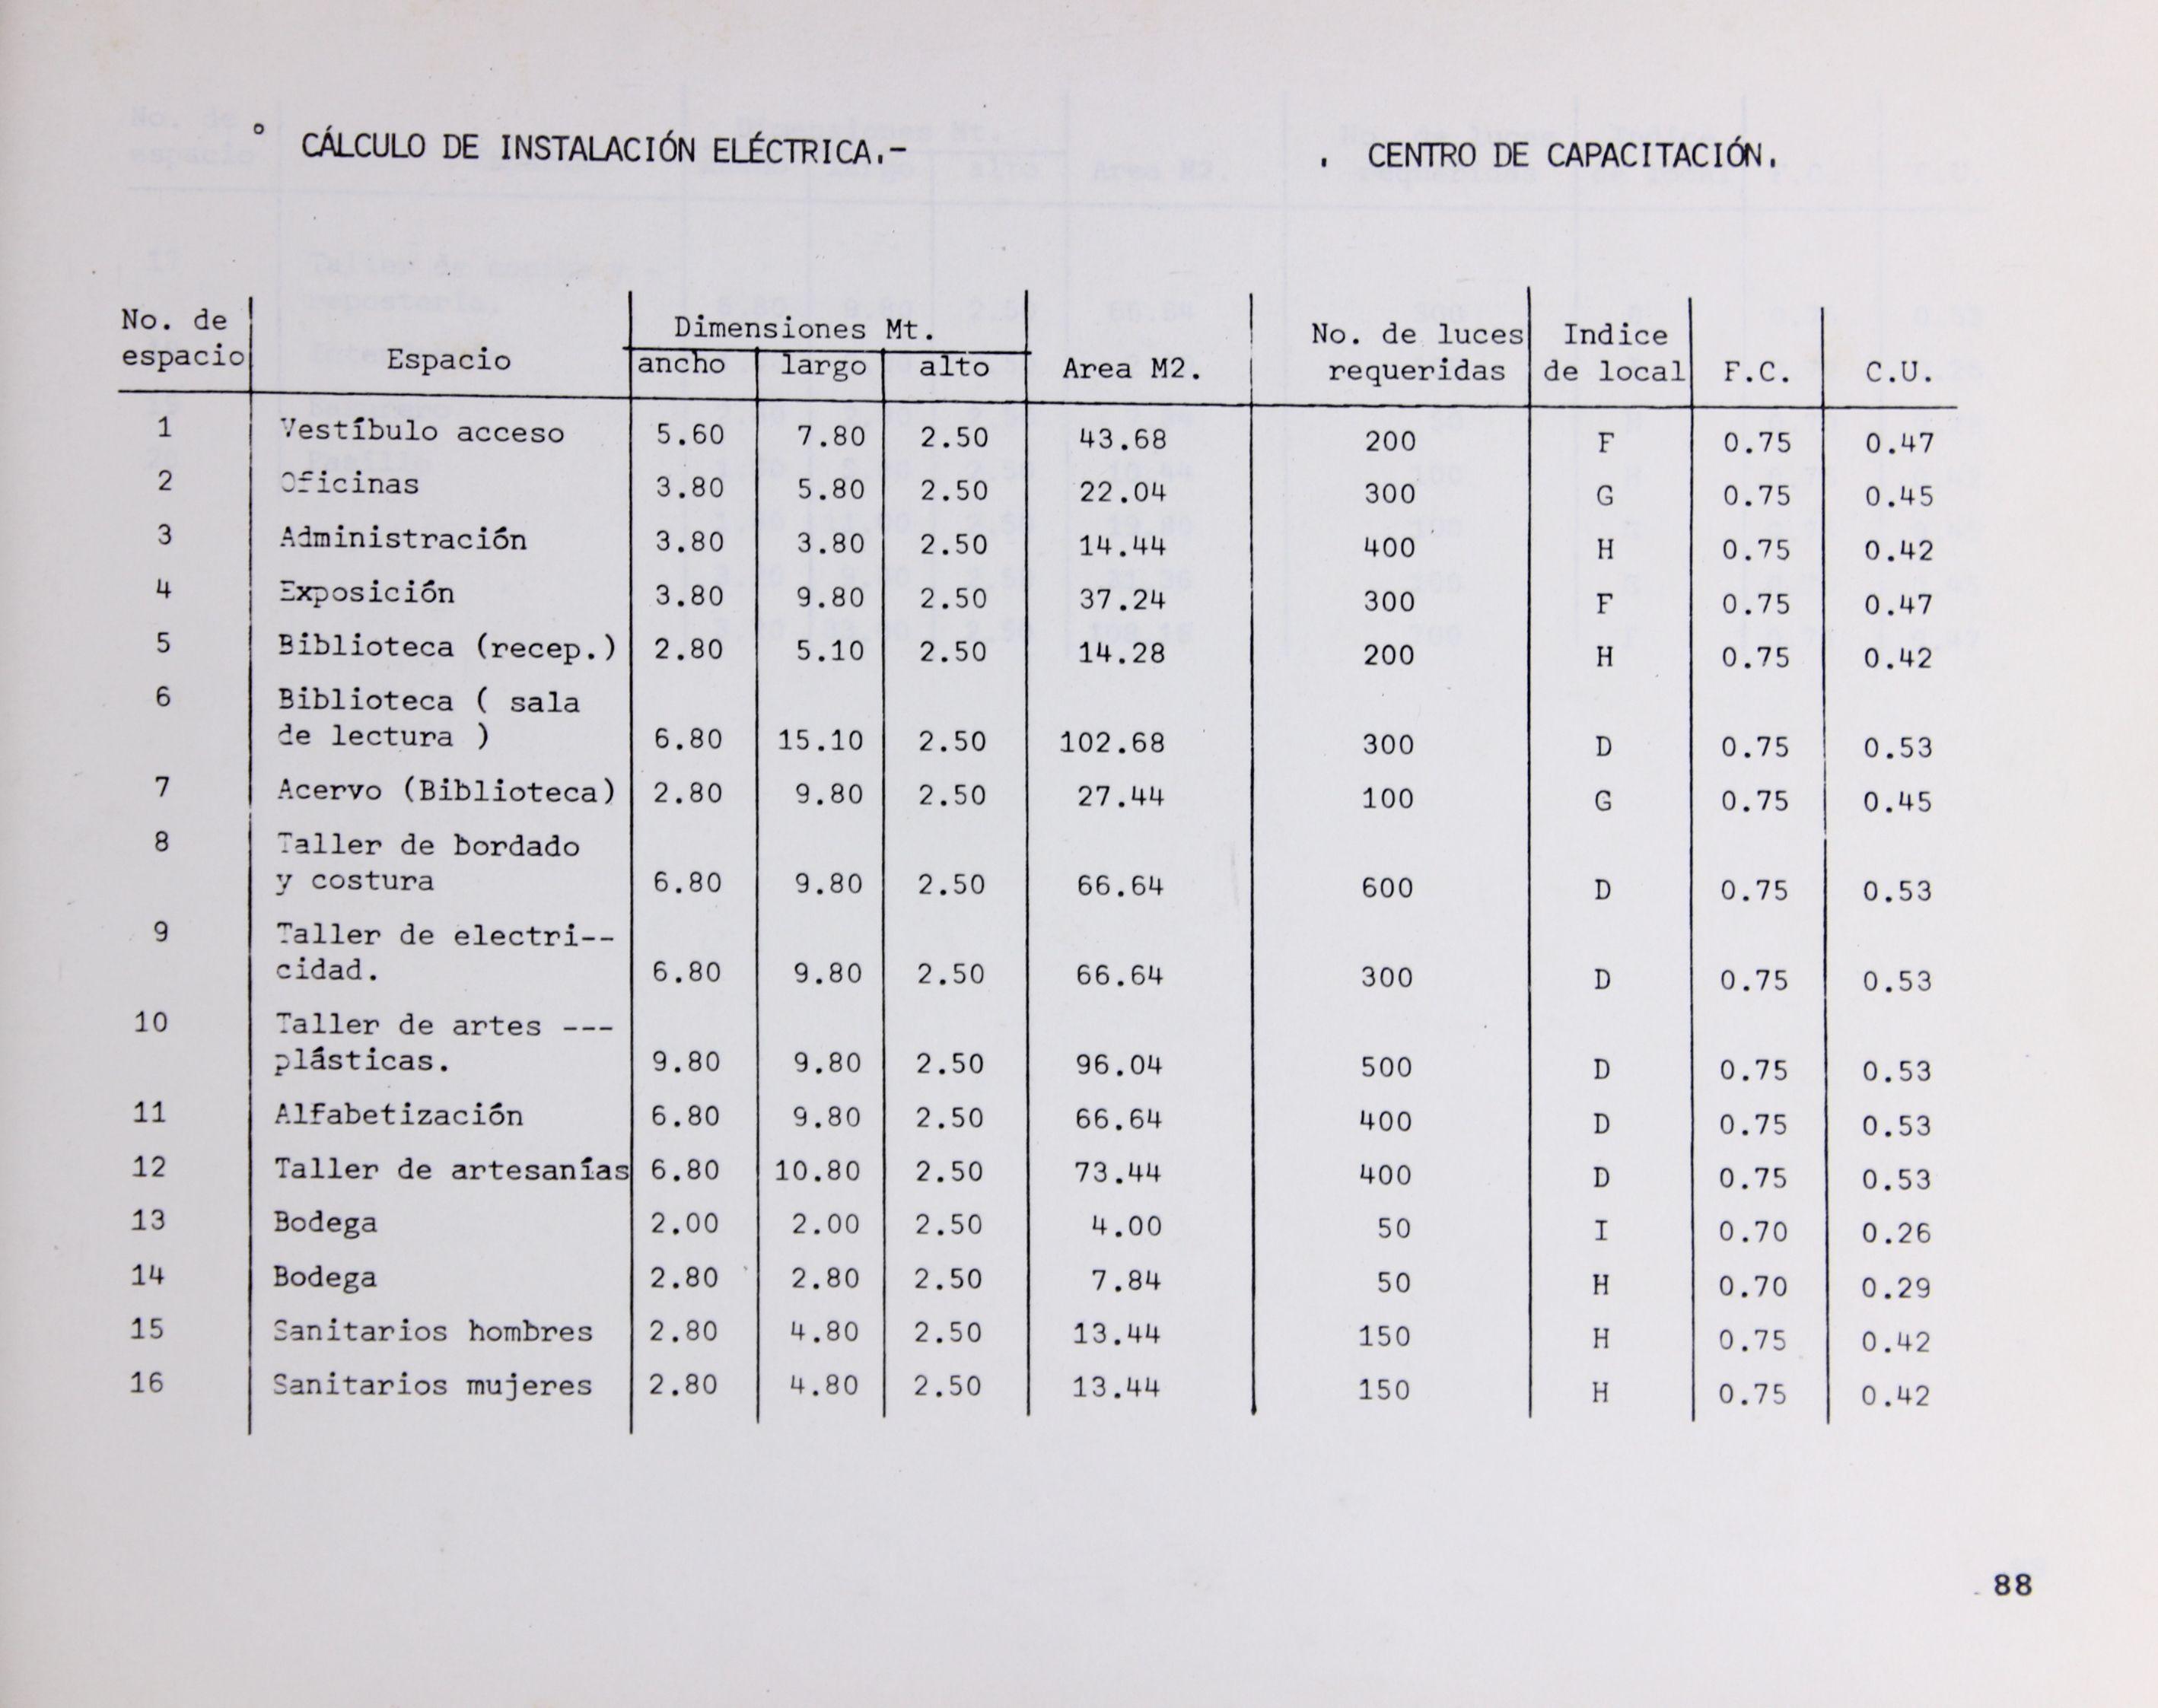 ° CÁLCULO DE INSTALACIÓN ELÉCTRICA.- . CENTRO DE CAPACITACIÓN.
No. de espacio Espacio Dimensiones Mt. ancho largo alto Area M2. No. de luces requeridas Indice de local F.C. C.U.
1 Vestíbulo acceso 5.60 7.80 2.50 43.68 200 F 0.75 0.47
2 Oficinas 3.80 5.80 2.50 22.04 300 G 0.75 0.45
3 Administración 3.80 3.80 2.50 14.44 400 H 0.75 0.42
4 Exposición 3.80 9.80 2.50 37.24 300 F 0.75 0.47
5 Biblioteca (recep.) 2.80 5.10 2.50 14.28 200 H 0.75 0.42
6 Biblioteca ( sala
de lectura ) 6.80 15.10 2.50 102.68 300 D 0.75 0.53
7 Acervo (Biblioteca) 2.80 9.80 2.50 27.44 100 G 0.75 0.45
8 Taller de bordado
y costura 6.80 9.80 2.50 66.64 600 D 0.75 0.53
9 Taller de electri--
cidad. 6.80 9.80 2.50 66.64 300 D 0.75 0.53
10 Taller de artes ---
plásticas. 9.80 9.80 2.50 96.04 500 D 0.75 0.53
11 Alfabetización 6.80 9.80 2.50 66.64 400 D 0.75 0.53
12 Taller de artesanías 6.80 10.80 2.50 73.44 400 D 0.75 0.53
13 Bodega 2.00 2.00 2.50 4.00 50 I 0.70 0.26
14 Bodega 2.80 2.80 2.50 7.84 50 H 0.70 0.29
15 Sanitarios hombres 2.80 4.80 2.50 13.44 150 H 0.75 0.42
16 Sanitarios mujeres 2.80 4.80 2.50 13.44 150 H 0.75 0.42
88